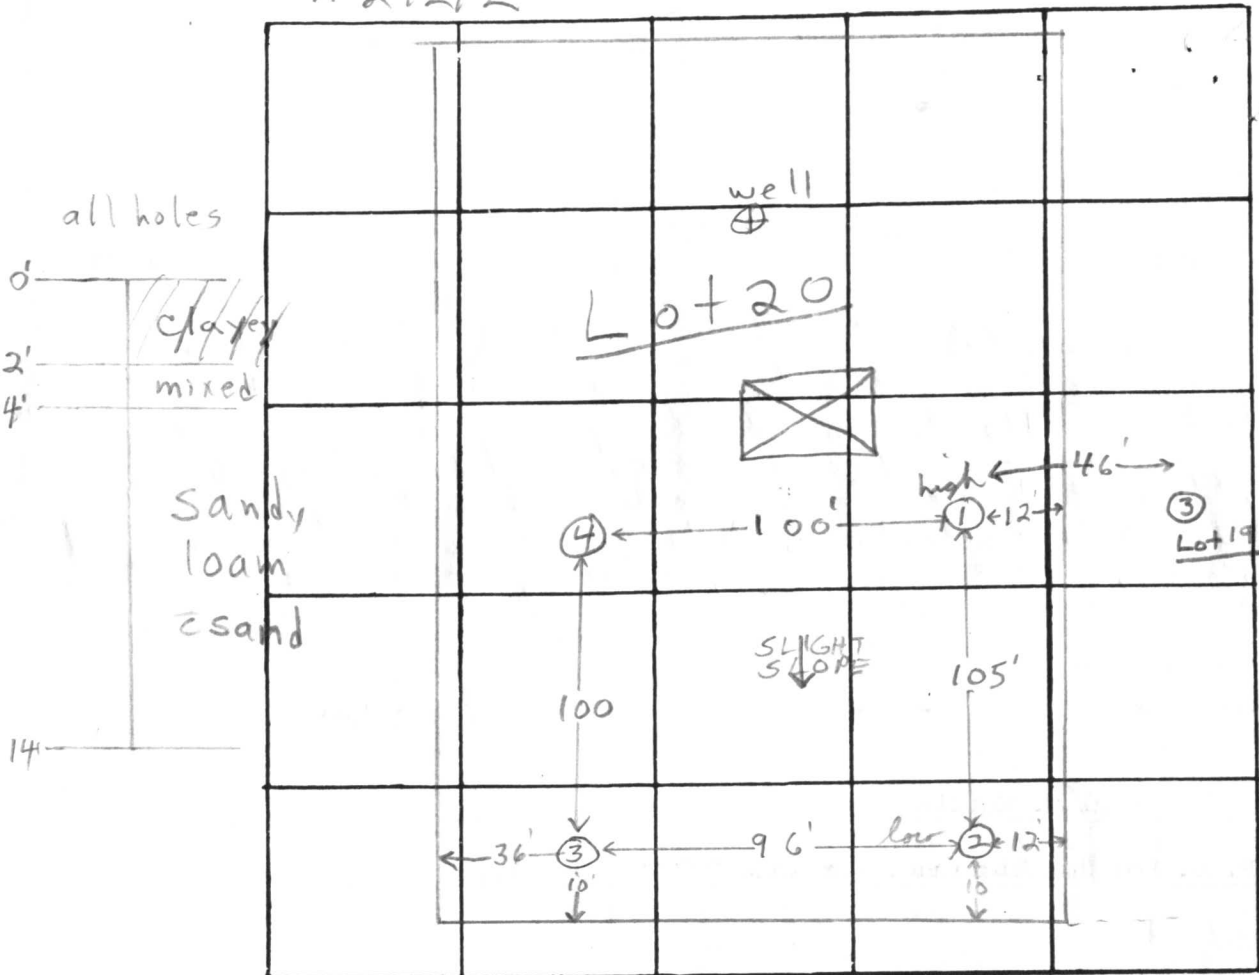 well
all holes
0'
clayey
Lot 20
2'
mixed
4'
46'
high
Sandy
4 100' 1 12' 3
Lot 19
loam
c̄ sand
SLIGHT
SLOPE
105'
100
14'
36' 3 96' low 2 12'
10' 10